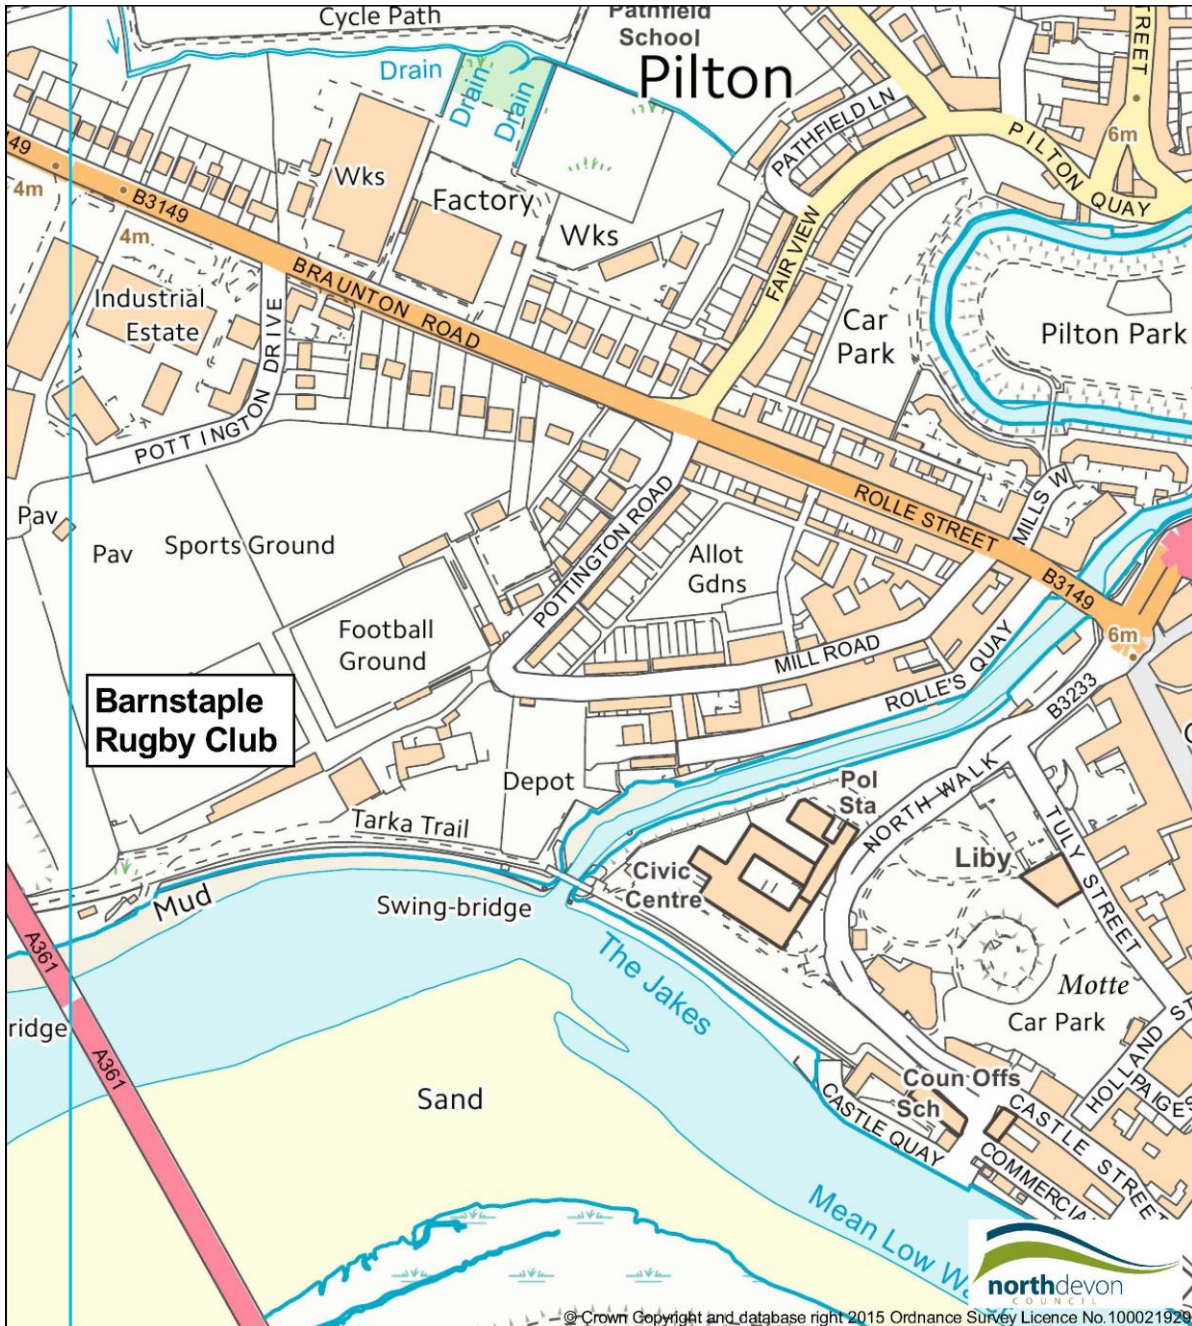 Cycle Path
Pathfield
School
Pilton
Drain
Drain
Drain
STREET
6m
PATHFIELD LN
PILTON QUAY
49
4m
B3149
4m
Wks
Factory
Wks
FAIR VIEW
BRAUNTON ROAD
Industrial
Estate
POTTINGTON DRIVE
Car
Park
Pilton Park
Pav
Pav
Sports Ground
POTTINGTON ROAD
Allot
Gdns
ROLLE STREET
MILLS W
B3149
6m
Football
Ground
MILL ROAD
ROLLE'S QUAY
B3233
Barnstaple
Rugby Club
Depot
Pol
Sta
NORTH WALK
TULY STREET
Tarka Trail
Liby
Civic
Centre
Mud
Swing-bridge
A361
The Jakes
Motte
Car Park
ridge
A361
HOLLAND ST
PAIGES
Sand
Coun Offs
Sch
CASTLE QUAY
CASTLE STREET
COMMERCIA
Mean Low Wa
northdevon
COUNCIL
© Crown Copyright and database right 2015 Ordnance Survey Licence No.100021929